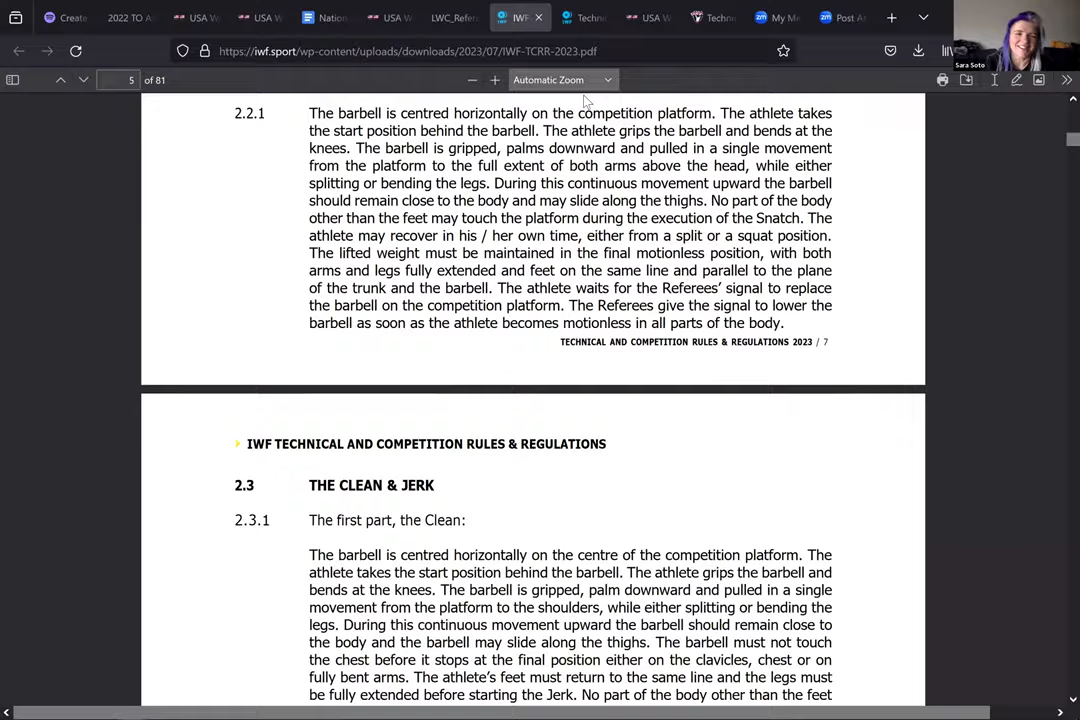 Create
2022 TO A
USA W
USA W
Nation
USA W
LWC_Refer
IWF
Techni
USA W
Techn
My Me
Post At
https://iwf.sport/wp-content/uploads/downloads/2023/07/IWF-TCRR-2023.pdf
Sara Soto
5 of 81
Automatic Zoom
2.2.1 The barbell is centred horizontally on the competition platform. The athlete takes
the start position behind the barbell. The athlete grips the barbell and bends at the
knees. The barbell is gripped, palms downward and pulled in a single movement
from the platform to the full extent of both arms above the head, while either
splitting or bending the legs. During this continuous movement upward the barbell
should remain close to the body and may slide along the thighs. No part of the body
other than the feet may touch the platform during the execution of the Snatch. The
athlete may recover in his / her own time, either from a split or a squat position.
The lifted weight must be maintained in the final motionless position, with both
arms and legs fully extended and feet on the same line and parallel to the plane
of the trunk and the barbell. The athlete waits for the Referees' signal to replace
the barbell on the competition platform. The Referees give the signal to lower the
barbell as soon as the athlete becomes motionless in all parts of the body.
TECHNICAL AND COMPETITION RULES & REGULATIONS 2023 / 7
IWF TECHNICAL AND COMPETITION RULES & REGULATIONS
2.3 THE CLEAN & JERK
2.3.1 The first part, the Clean:
The barbell is centred horizontally on the centre of the competition platform. The
athlete takes the start position behind the barbell. The athlete grips the barbell and
bends at the knees. The barbell is gripped, palm downward and pulled in a single
movement from the platform to the shoulders, while either splitting or bending the
legs. During this continuous movement upward the barbell should remain close to
the body and the barbell may slide along the thighs. The barbell must not touch
the chest before it stops at the final position either on the clavicles, chest or on
fully bent arms. The athlete's feet must return to the same line and the legs must
be fully extended before starting the Jerk. No part of the body other than the feet